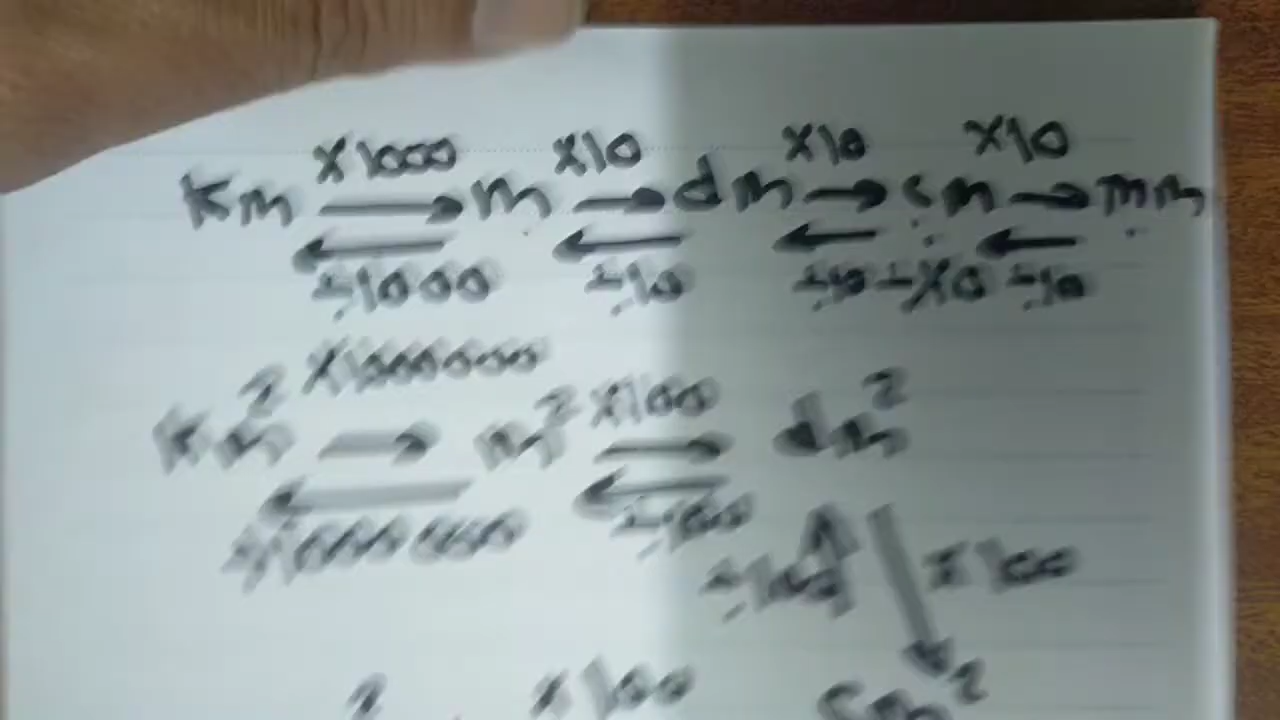 x1000 x10 x10 x10
Km → m → dm → cm → mm
← ← ← ←
÷1000 ÷10 ÷10 ÷10
x1000000 x100
Km² → m² → dm²
← ←
÷1000000 ÷100
÷100 x100
x100
cm²